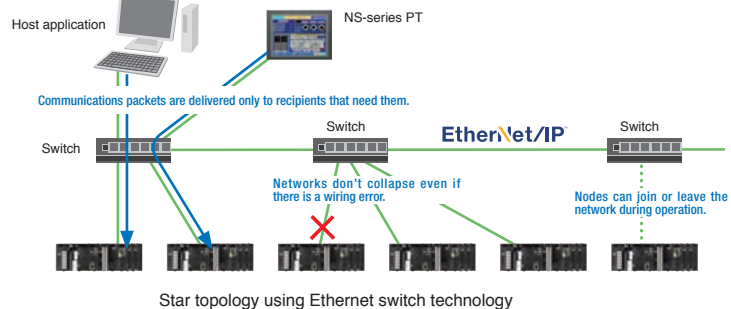 Host application
NS-series PT
Communications packets are delivered only to recipients that need them.
Switch
Switch
EtherNet/IP
Switch
Networks don't collapse even if
there is a wiring error.
Nodes can join or leave the
network during operation.
Star topology using Ethernet switch technology